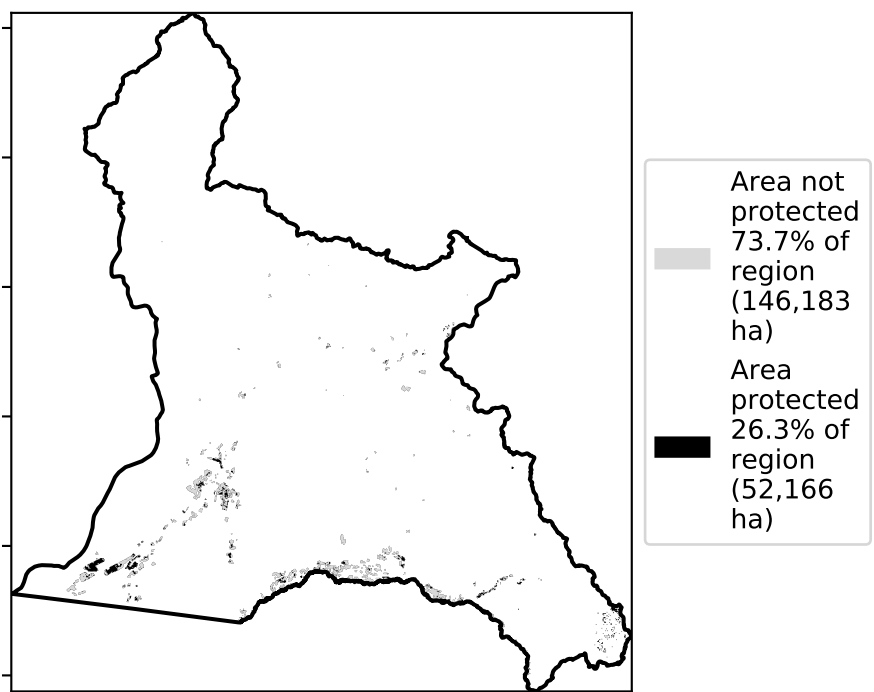 Area not
protected
73.7% of
region
(146,183
ha)
Area
protected
26.3% of
region
(52,166
ha)